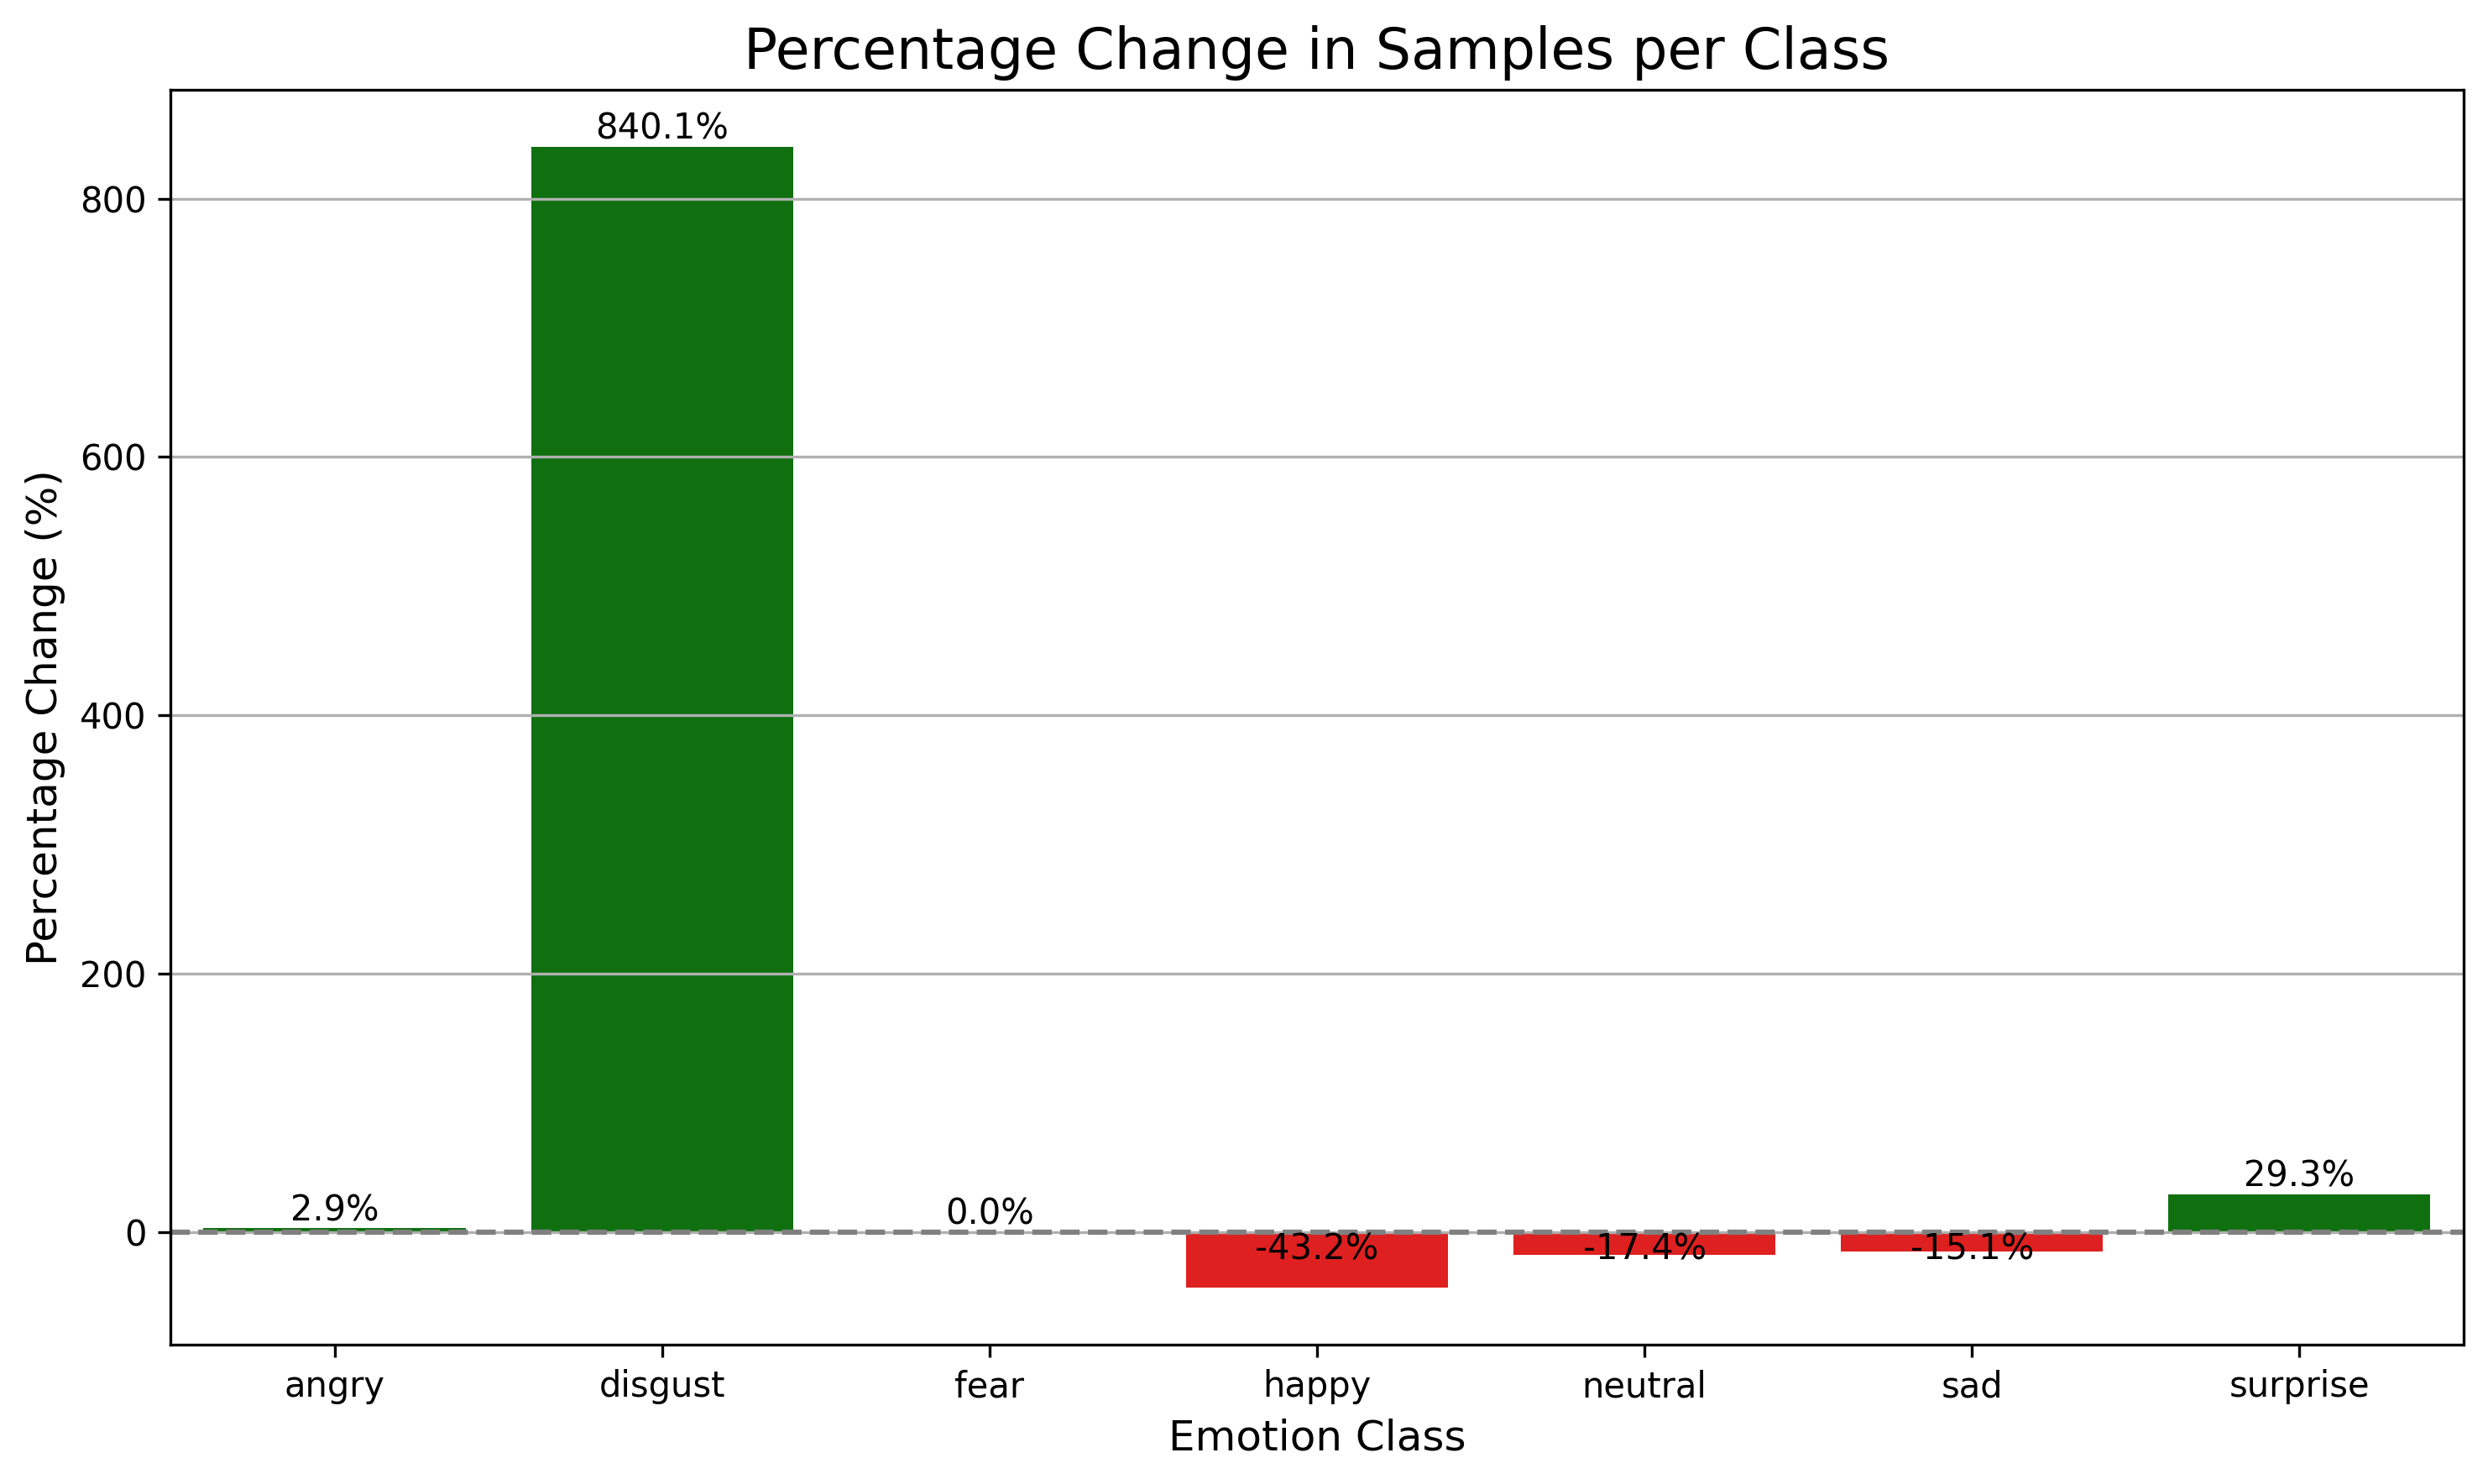 Percentage Change in Samples per Class
840.1%
800
600
400
200
0
Percentage Change (%)
2.9%
0.0%
-43.2%
-17.4%
-15.1%
29.3%
angry
disgust
fear
happy
neutral
sad
surprise
Emotion Class